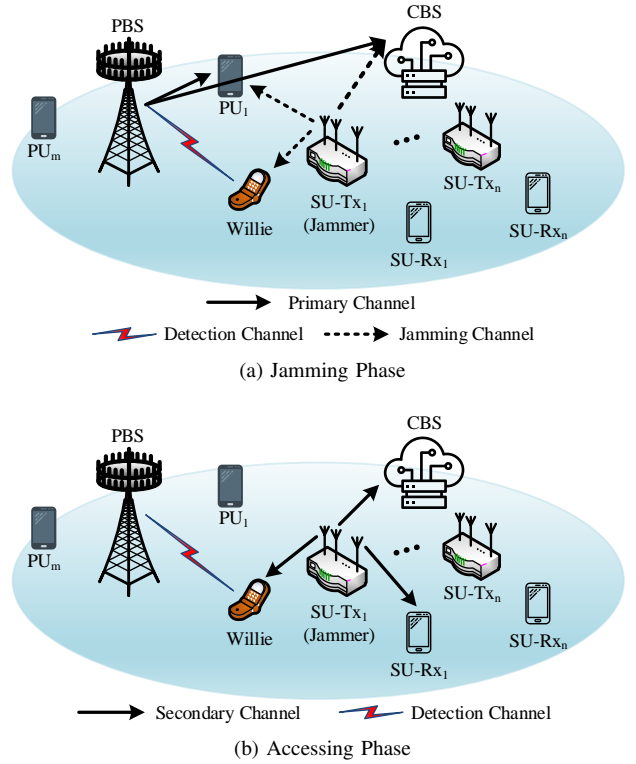 PBS
CBS
PU₁
PUₘ
SU-Tx₁
(Jammer)
SU-Txₙ
Willie
SU-Rx₁
SU-Rxₙ
Primary Channel
Detection Channel Jamming Channel
(a) Jamming Phase
PBS
CBS
PU₁
PUₘ
SU-Tx₁
(Jammer)
SU-Txₙ
Willie
SU-Rx₁
SU-Rxₙ
Secondary Channel Detection Channel
(b) Accessing Phase